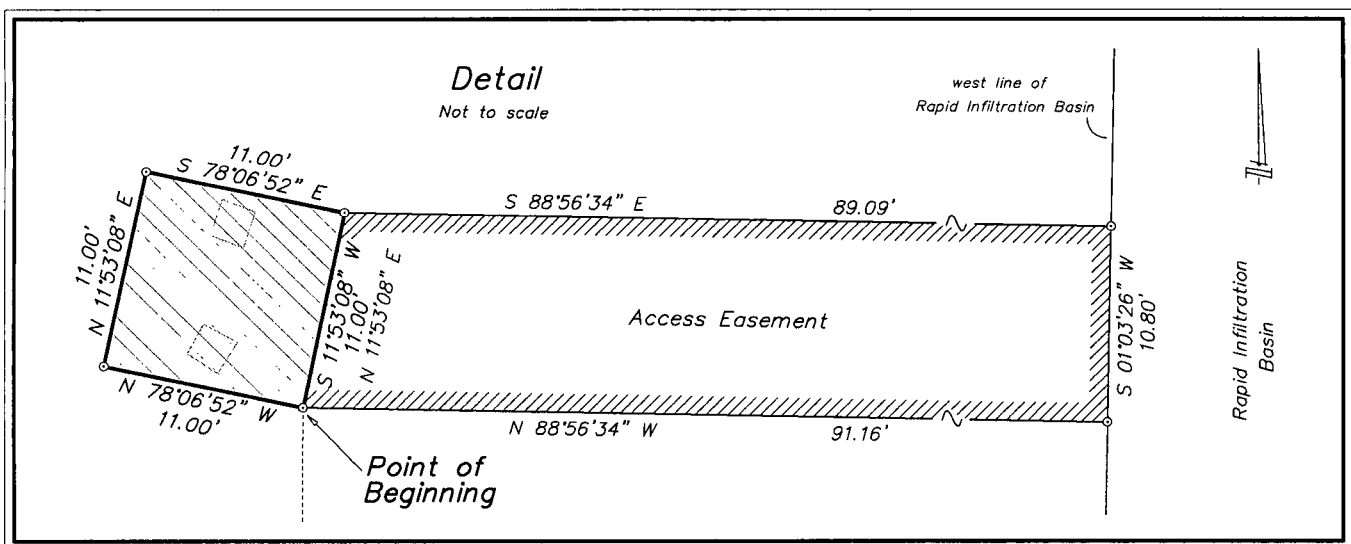 Detail
Not to scale
west line of
Rapid Infiltration Basin
11.00'
S 78°06'52" E
S 88°56'34" E
89.09'
11.00'
N 11°53'08" E
S 11°53'08" W
11.00'
N 11°53'08" E
Access Easement
S 01°03'26" W
10.80'
Rapid Infiltration
Basin
N 78°06'52" W
11.00'
N 88°56'34" W
91.16'
Point of
Beginning
N